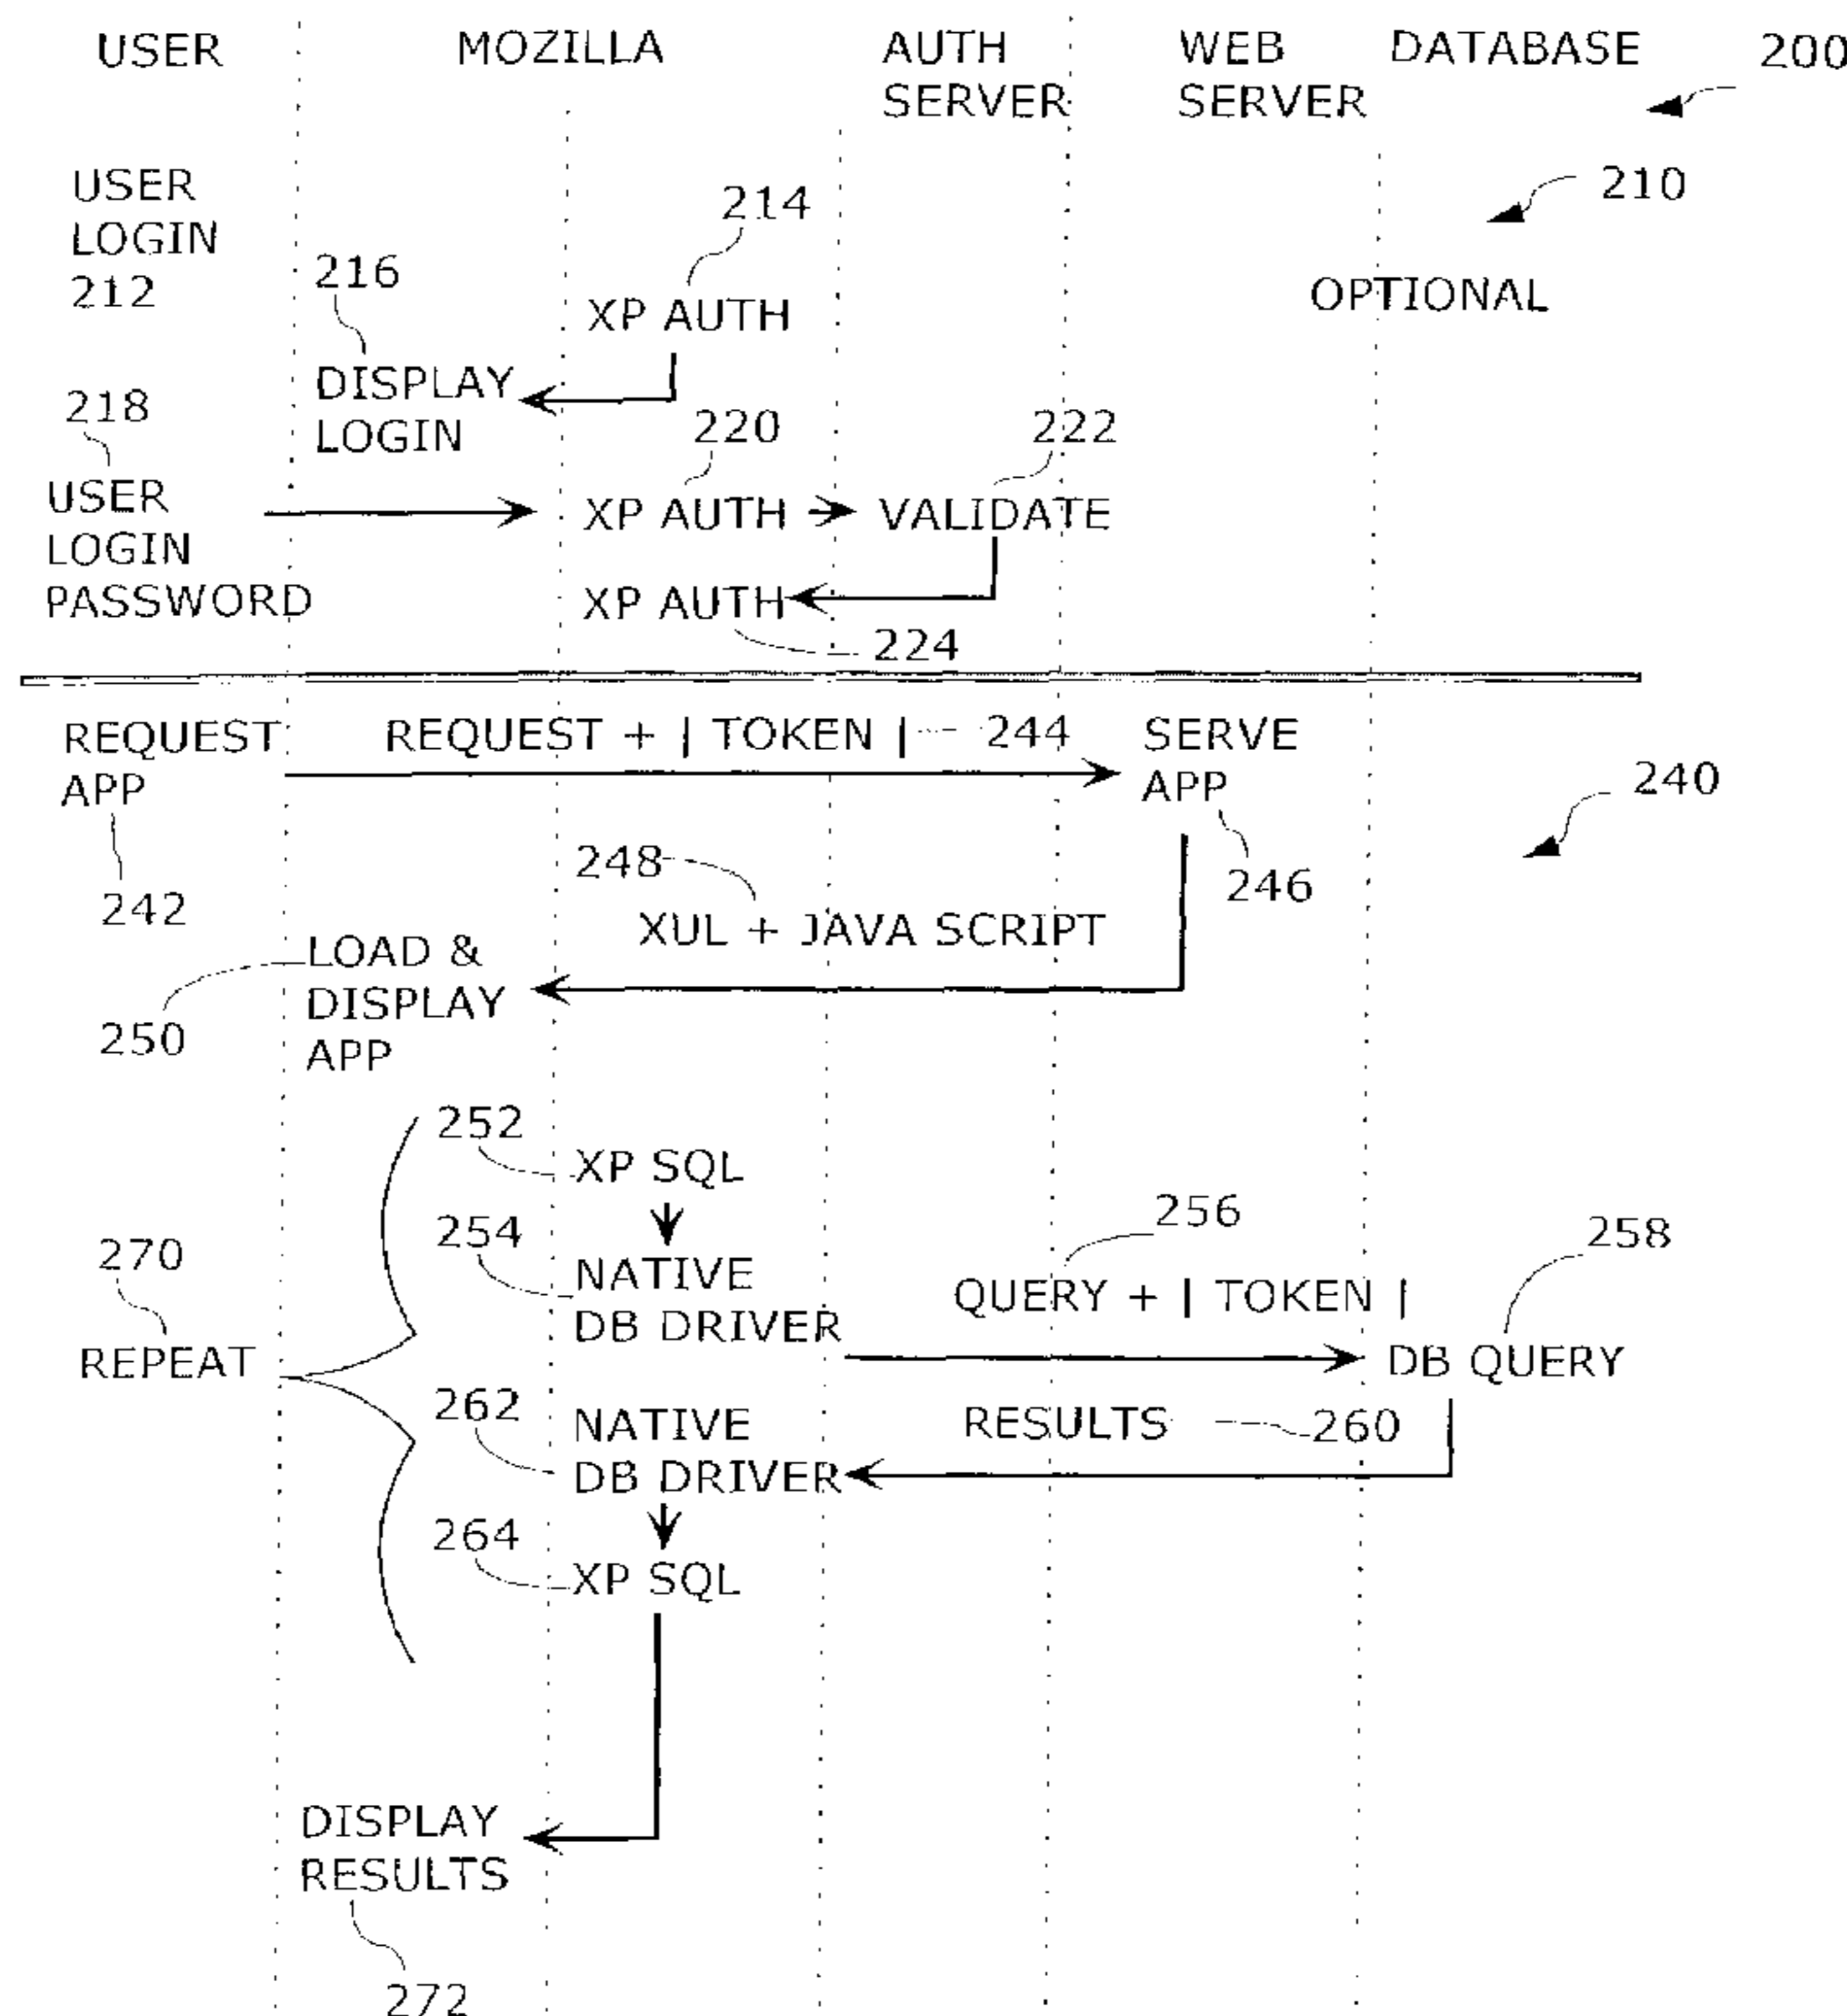 USER MOZILLA AUTH SERVER WEB SERVER DATABASE 200
210
USER
LOGIN
212
214
216
XP AUTH
OPTIONAL
DISPLAY
LOGIN
218
220
222
USER
LOGIN
PASSWORD
XP AUTH
VALIDATE
XP AUTH
224
REQUEST
APP
REQUEST + | TOKEN | 244
SERVE
APP
240
242
248
246
XUL + JAVA SCRIPT
LOAD &
DISPLAY
APP
250
252
XP SQL
254
NATIVE
DB DRIVER
256
QUERY + | TOKEN |
258
DB QUERY
270
REPEAT
262
NATIVE
DB DRIVER
RESULTS 260
264
XP SQL
DISPLAY
RESULTS
272